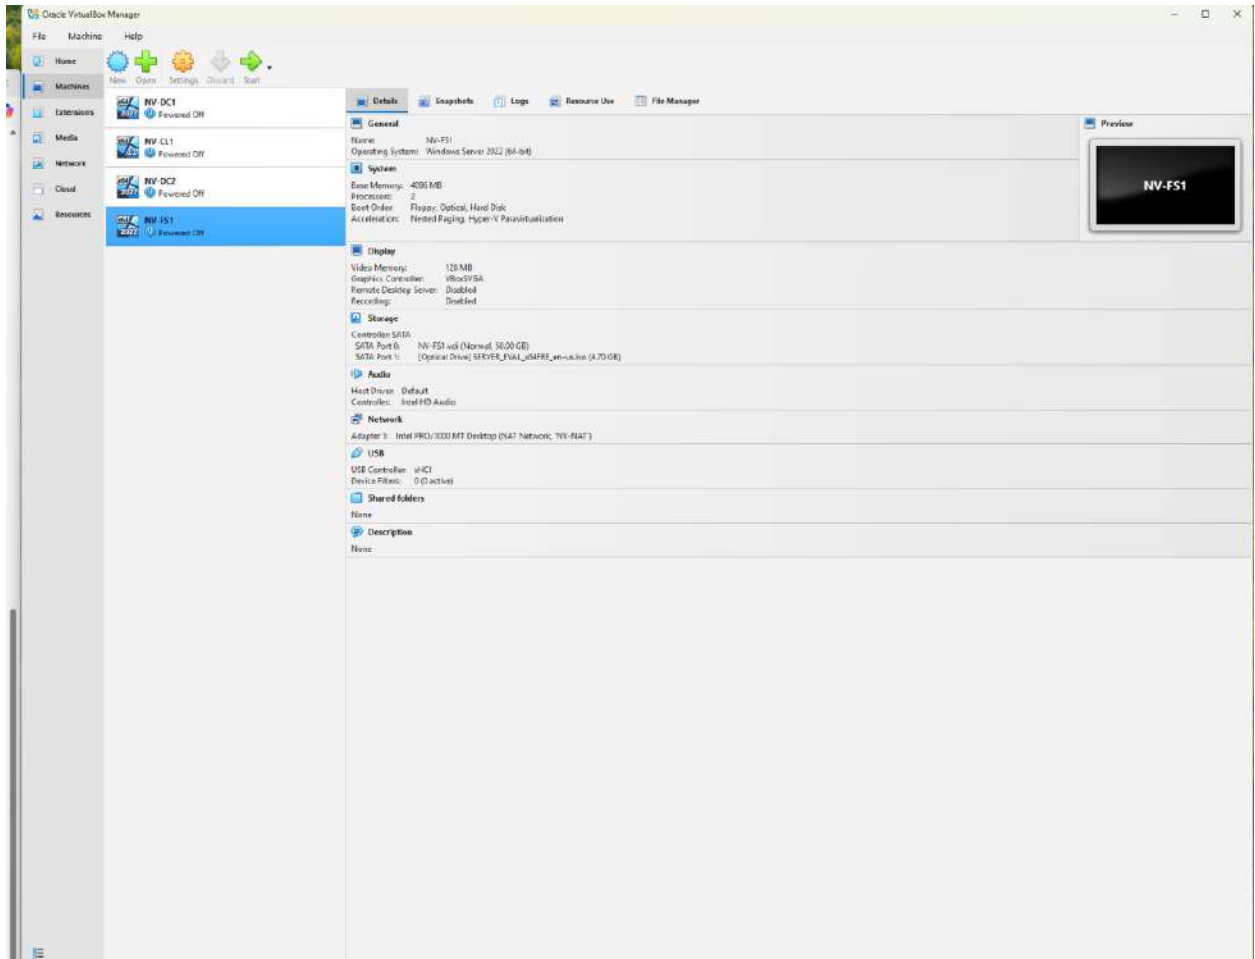 Oracle VirtualBox Manager
File Machine Help
Home
Machines
Extensions
Media
Network
Cloud
Resources
New Open Settings Discard Start
NV-DC1
Powered Off
NV-CL1
Powered Off
NV-DC2
Powered Off
NV-FS1
Powered Off
Details Snapshots Logs Resource Use File Manager
General
Name: NV-FS1
Operating System: Windows Server 2022 (64-bit)
System
Base Memory: 4096 MB
Processors: 2
Boot Order: Floppy, Optical, Hard Disk
Acceleration: Nested Paging, Hyper-V Paravirtualization
Display
Video Memory: 128 MB
Graphics Controller: VBoxSVGA
Remote Desktop Server: Disabled
Recording: Disabled
Storage
Controller: SATA
SATA Port 0: NV-FS1.vdi (Normal, 50.00 GB)
SATA Port 1: [Optical Drive] SERVER_EVAL_x64FRE_en-us.iso (4.70 GB)
Audio
Host Driver: Default
Controller: Intel HD Audio
Network
Adapter 1: Intel PRO/1000 MT Desktop (NAT Network, 'NV-NAT')
USB
USB Controller: xHCI
Device Filters: 0 (0 active)
Shared folders
None
Description
None
Preview
NV-FS1